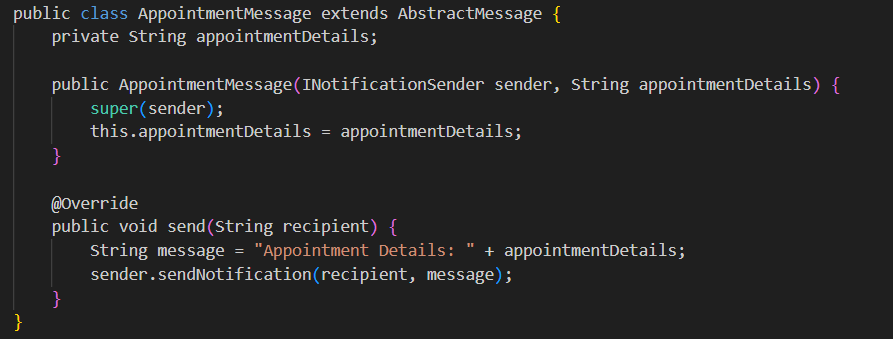 public class AppointmentMessage extends AbstractMessage {
    private String appointmentDetails;

    public AppointmentMessage(INotificationSender sender, String appointmentDetails) {
        super(sender);
        this.appointmentDetails = appointmentDetails;
    }

    @Override
    public void send(String recipient) {
        String message = "Appointment Details: " + appointmentDetails;
        sender.sendNotification(recipient, message);
    }
}